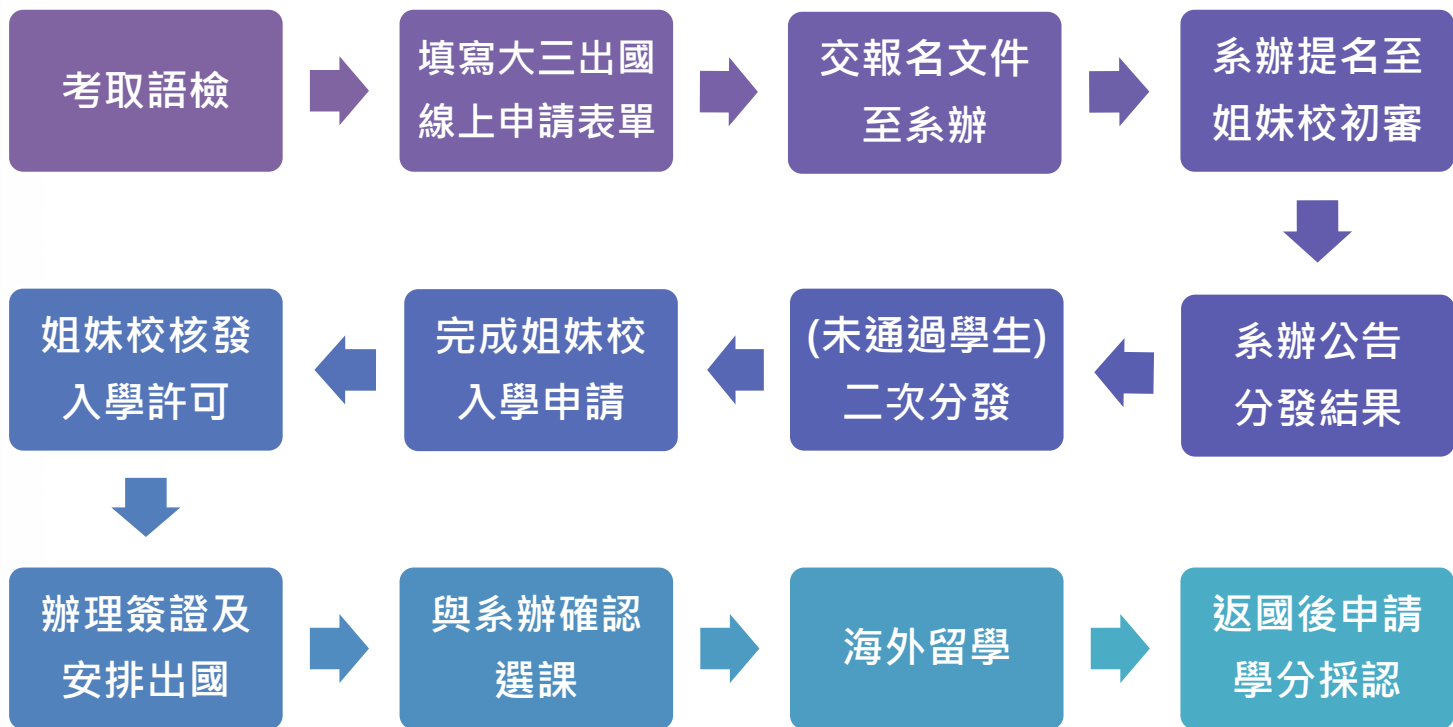 考取語檢
填寫大三出國
線上申請表單
交報名文件
至系辦
系辦提名至
姐妹校初審
系辦公告
分發結果
(未通過學生)
二次分發
完成姐妹校
入學申請
姐妹校核發
入學許可
辦理簽證及
安排出國
與系辦確認
選課
海外留學
返國後申請
學分採認